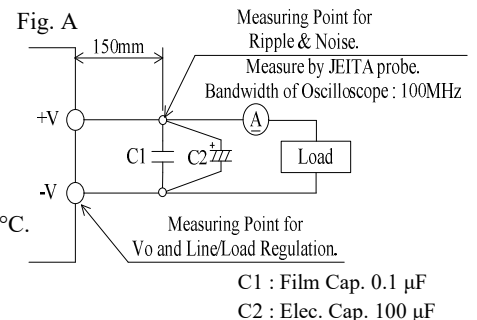 Fig. A
Measuring Point for
Ripple & Noise.
Measure by JEITA probe.
Bandwidth of Oscilloscope : 100MHz
150mm
+V
A
C1
C2
+
Load
-V
°C.
Measuring Point for
Vo and Line/Load Regulation.
C1 : Film Cap. 0.1 μF
C2 : Elec. Cap. 100 μF